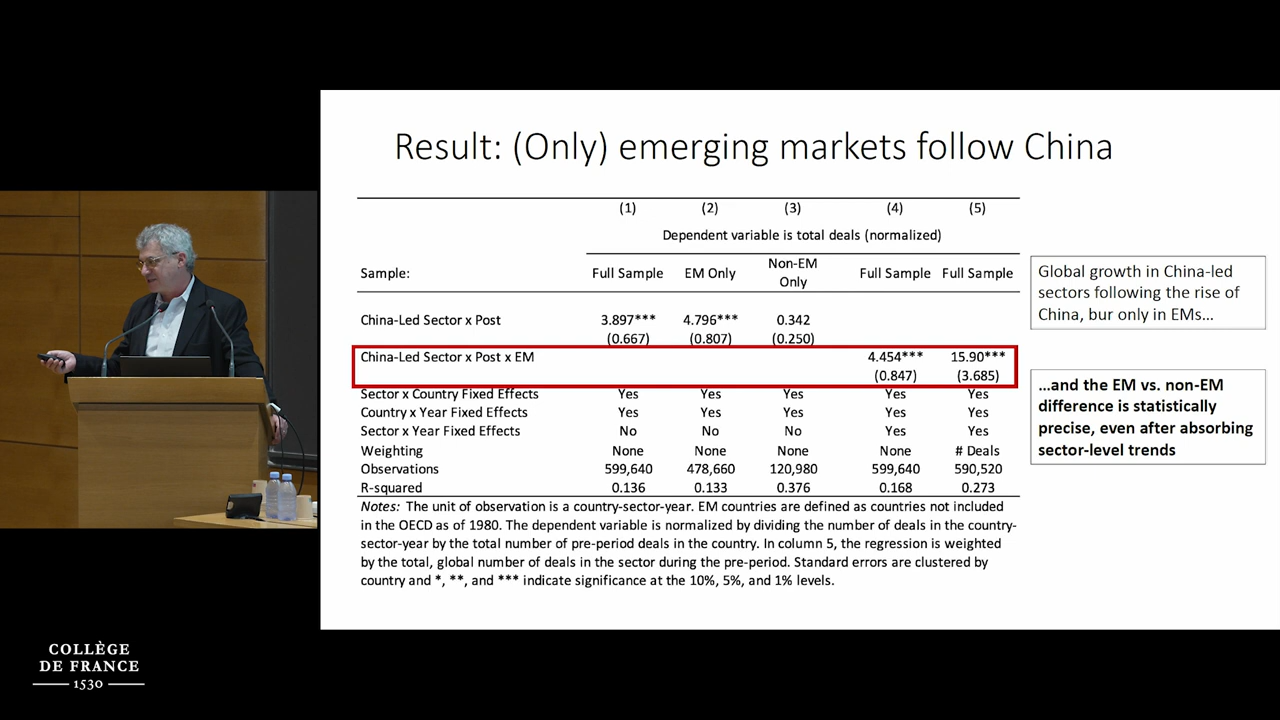 Result: (Only) emerging markets follow China
(1) (2) (3) (4) (5)
Dependent variable is total deals (normalized)
Sample: Full Sample EM Only Non-EM Only Full Sample Full Sample
China-Led Sector x Post 3.897*** 4.796*** 0.342
(0.667) (0.807) (0.250)
China-Led Sector x Post x EM 4.454*** 15.90***
(0.847) (3.685)
Sector x Country Fixed Effects Yes Yes Yes Yes Yes
Country x Year Fixed Effects Yes Yes Yes Yes Yes
Sector x Year Fixed Effects No No No Yes Yes
Weighting None None None None # Deals
Observations 599,640 478,660 120,980 599,640 590,520
R-squared 0.136 0.133 0.376 0.168 0.273
Notes: The unit of observation is a country-sector-year. EM countries are defined as countries not included
in the OECD as of 1980. The dependent variable is normalized by dividing the number of deals in the country-
sector-year by the total number of pre-period deals in the country. In column 5, the regression is weighted
by the total, global number of deals in the sector during the pre-period. Standard errors are clustered by
country and *, **, and *** indicate significance at the 10%, 5%, and 1% levels.
Global growth in China-led
sectors following the rise of
China, bur only in EMs…
…and the EM vs. non-EM
difference is statistically
precise, even after absorbing
sector-level trends
COLLÈGE
DE FRANCE
1530